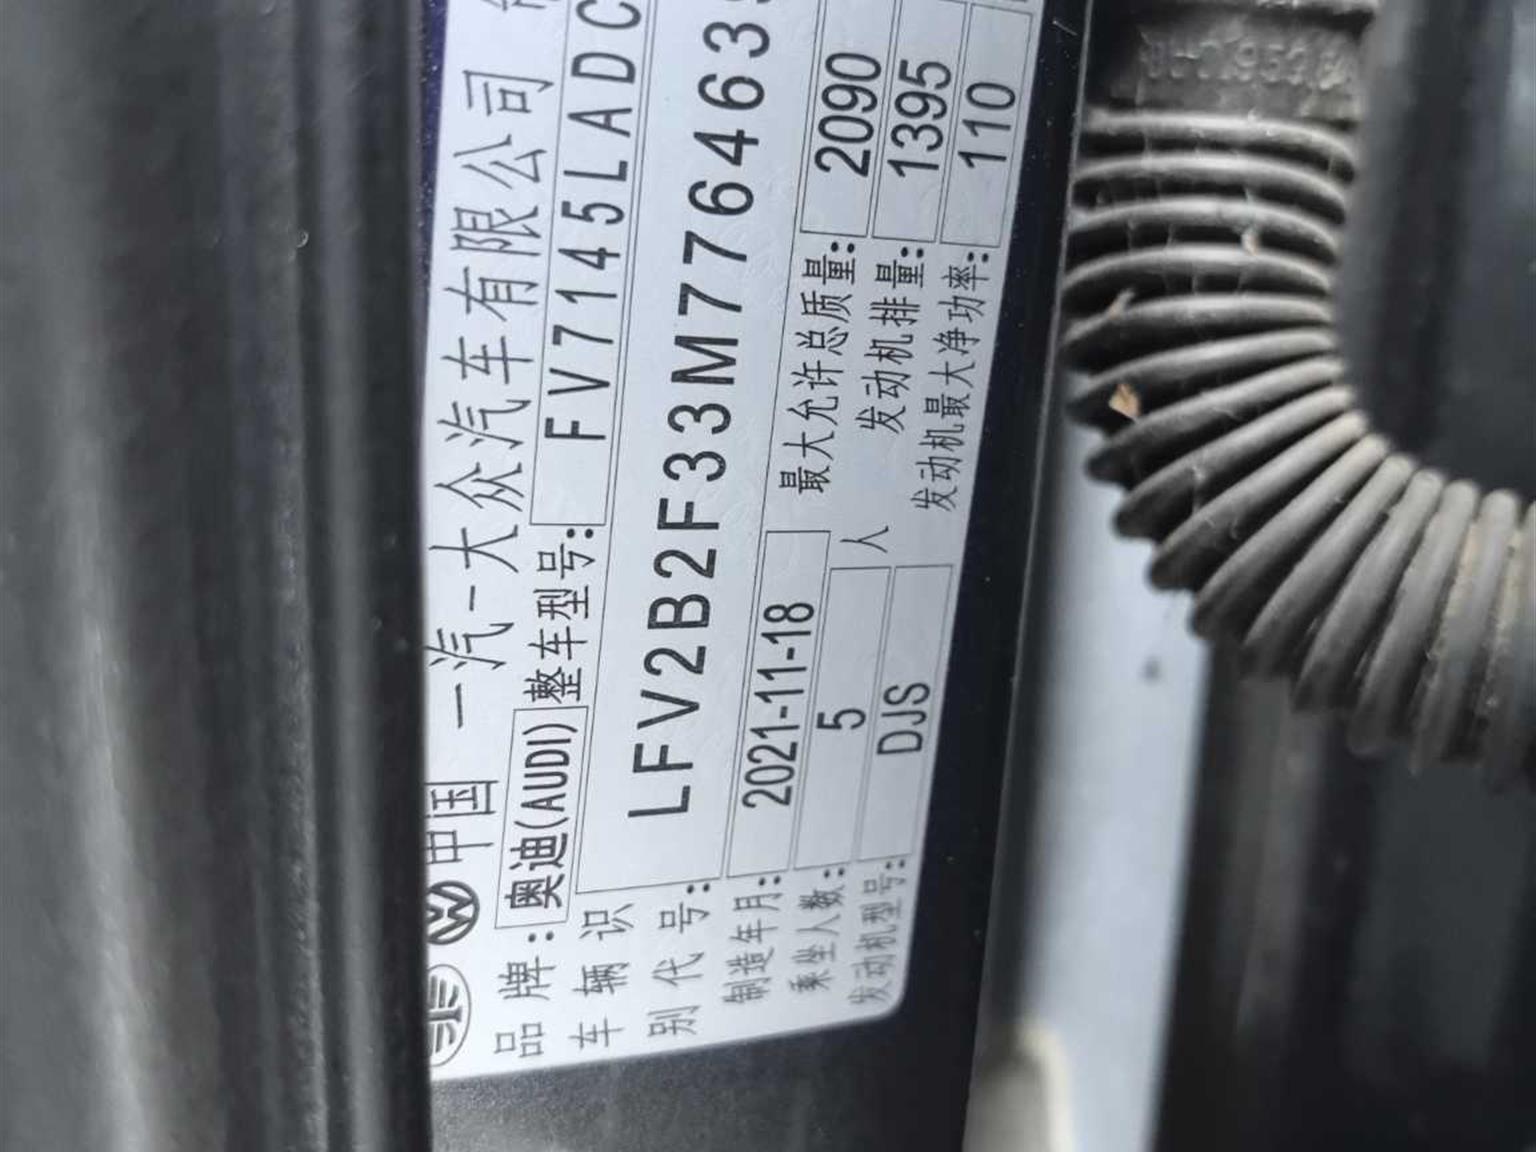 中国 一汽-大众汽车有限公司
品牌: 奥迪(AUDI) 整车型号: FV7145LADC
车辆识
别代号: LFV2B2F33M776463
制造年月: 2021-11-18 最大允许总质量: 2090
乘坐人数: 5 人 发动机排量: 1395
发动机型号: DJS 发动机最大净功率: 110